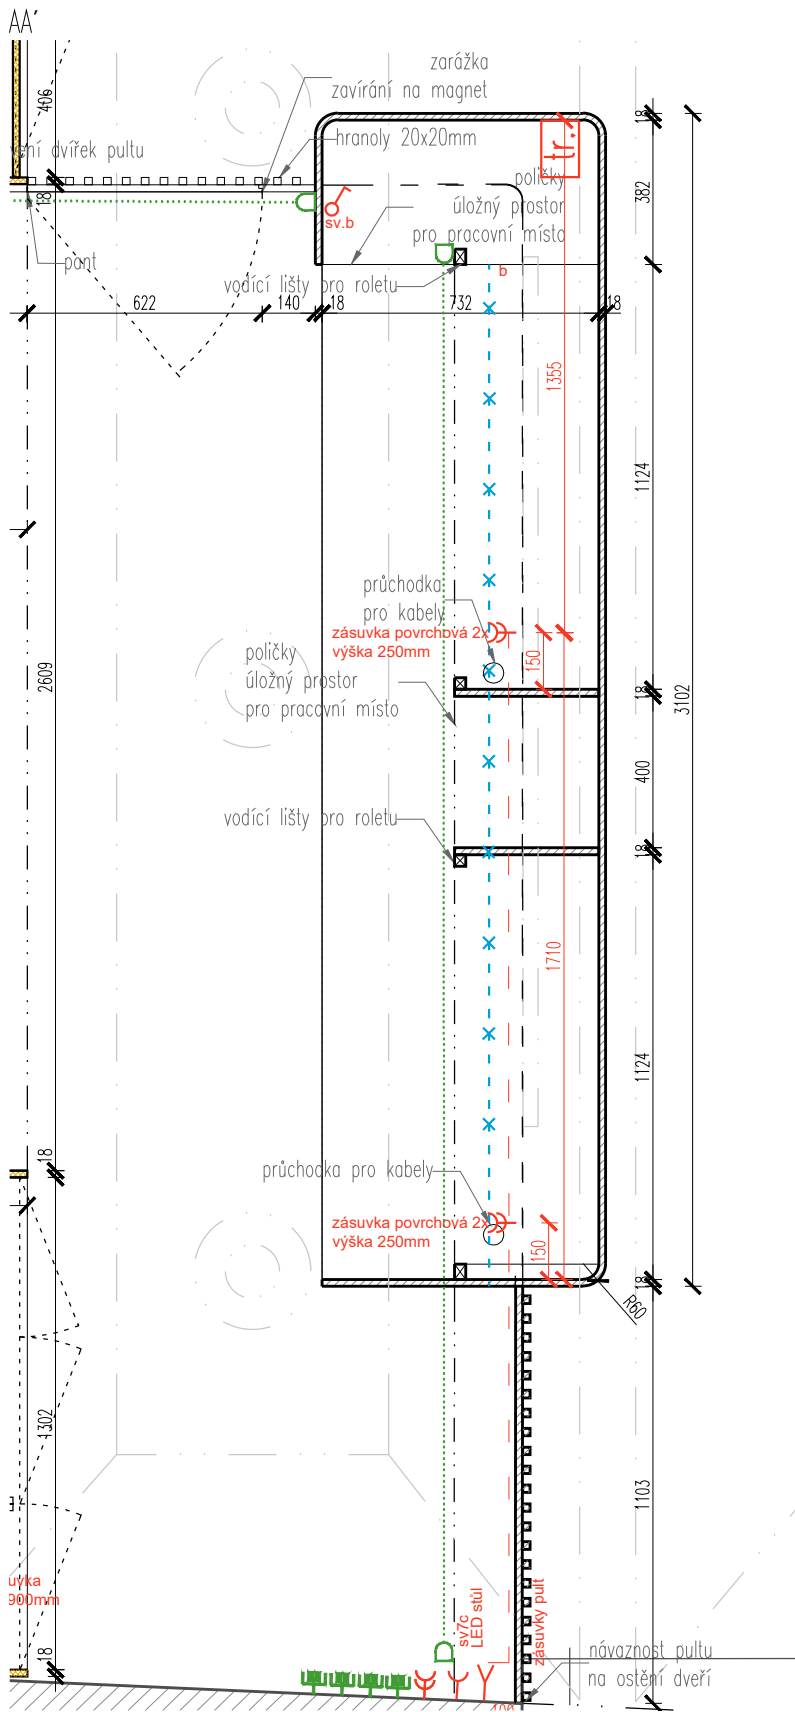 AA'
zarážka
zavírání na magnet
406
18
tr.
hranoly 20x20mm
dvířek pultu
poličky
úložný prostor
pro pracovní místo
382
18
sv.b
pant
b
vodící lišty pro roletu
622
140
18
732
18
1355
1124
průchodka
pro kabely
zásuvka povrchová 2x
výška 250mm
150
poličky
úložný prostor
pro pracovní místo
2609
18
3102
400
vodící lišty pro roletu
18
1710
1124
18
průchodka pro kabely
zásuvka povrchová 2x
výška 250mm
150
18
R60
1302
1103
900mm
sv7c
LED stůl
zásuvky pult
18
návaznost pultu
na ostění dveří